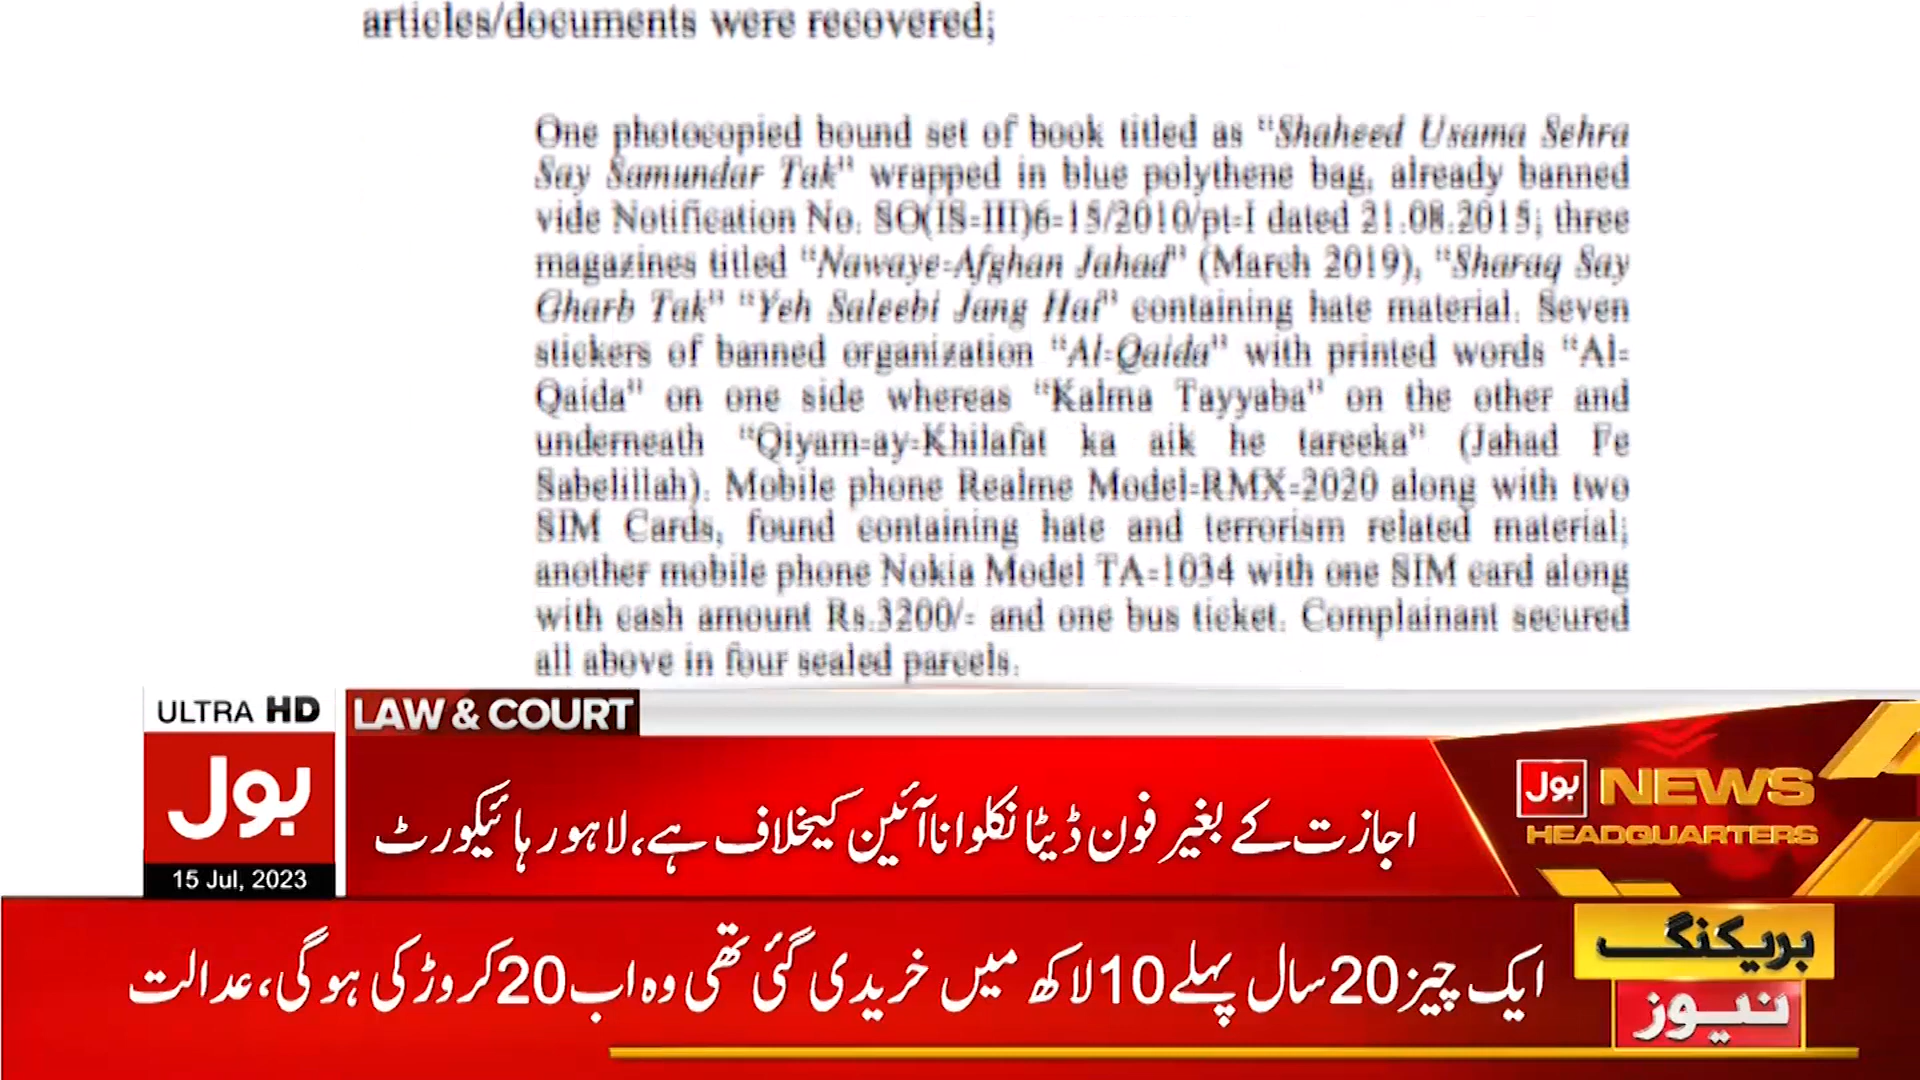 articles/documents were recovered;
One photocopied bound set of book titled as "Shaheed Usama Sehra
Say Samundar Tak" wrapped in blue polythene bag, already banned
vide Notification No. SO(IS-III)6-15/2010/pt-I dated 21.08.2015; three
magazines titled "Nawaye-Afghan Jahad" (March 2019), "Sharaq Say
Gharb Tak" "Yeh Saleebi Jang Hai" containing hate material. Seven
stickers of banned organization "Al-Qaida" with printed words "Al-
Qaida" on one side whereas "Kalma Tayyaba" on the other and
underneath "Qiyam-ay-Khilafat ka aik he tareeka" (Jahad Fe
Sabelillah). Mobile phone Realme Model-RMX-2020 along with two
SIM Cards, found containing hate and terrorism related material;
another mobile phone Nokia Model TA-1034 with one SIM card along
with cash amount Rs.3200/- and one bus ticket. Complainant secured
all above in four sealed parcels.
ULTRA HD
LAW & COURT
بول
15 Jul, 2023
اجازت کے بغیر فون ڈیٹا نکلوانا آئین کیخلاف ہے، لاہور ہائیکورٹ
بول NEWS
HEADQUARTERS
ایک چیز 20 سال پہلے 10 لاکھ میں خریدی گئی تھی وہ اب 20 کروڑ کی ہو گی، عدالت
بریکنگ
نیوز